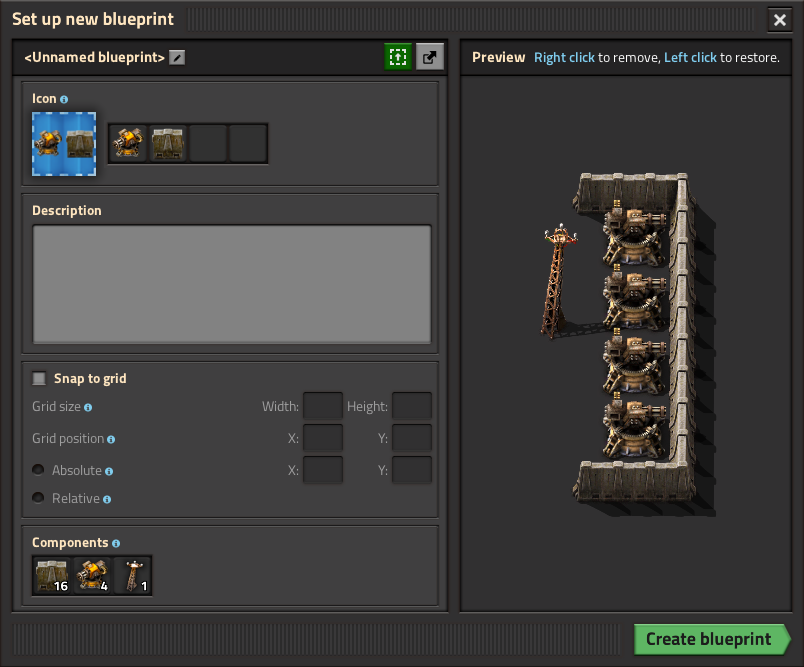 Set up new blueprint
<Unnamed blueprint>
Preview Right click to remove, Left click to restore.
Icon
Description
Snap to grid
Grid size Width: Height:
Grid position X: Y:
Absolute X: Y:
Relative
Components
16 4 1
Create blueprint